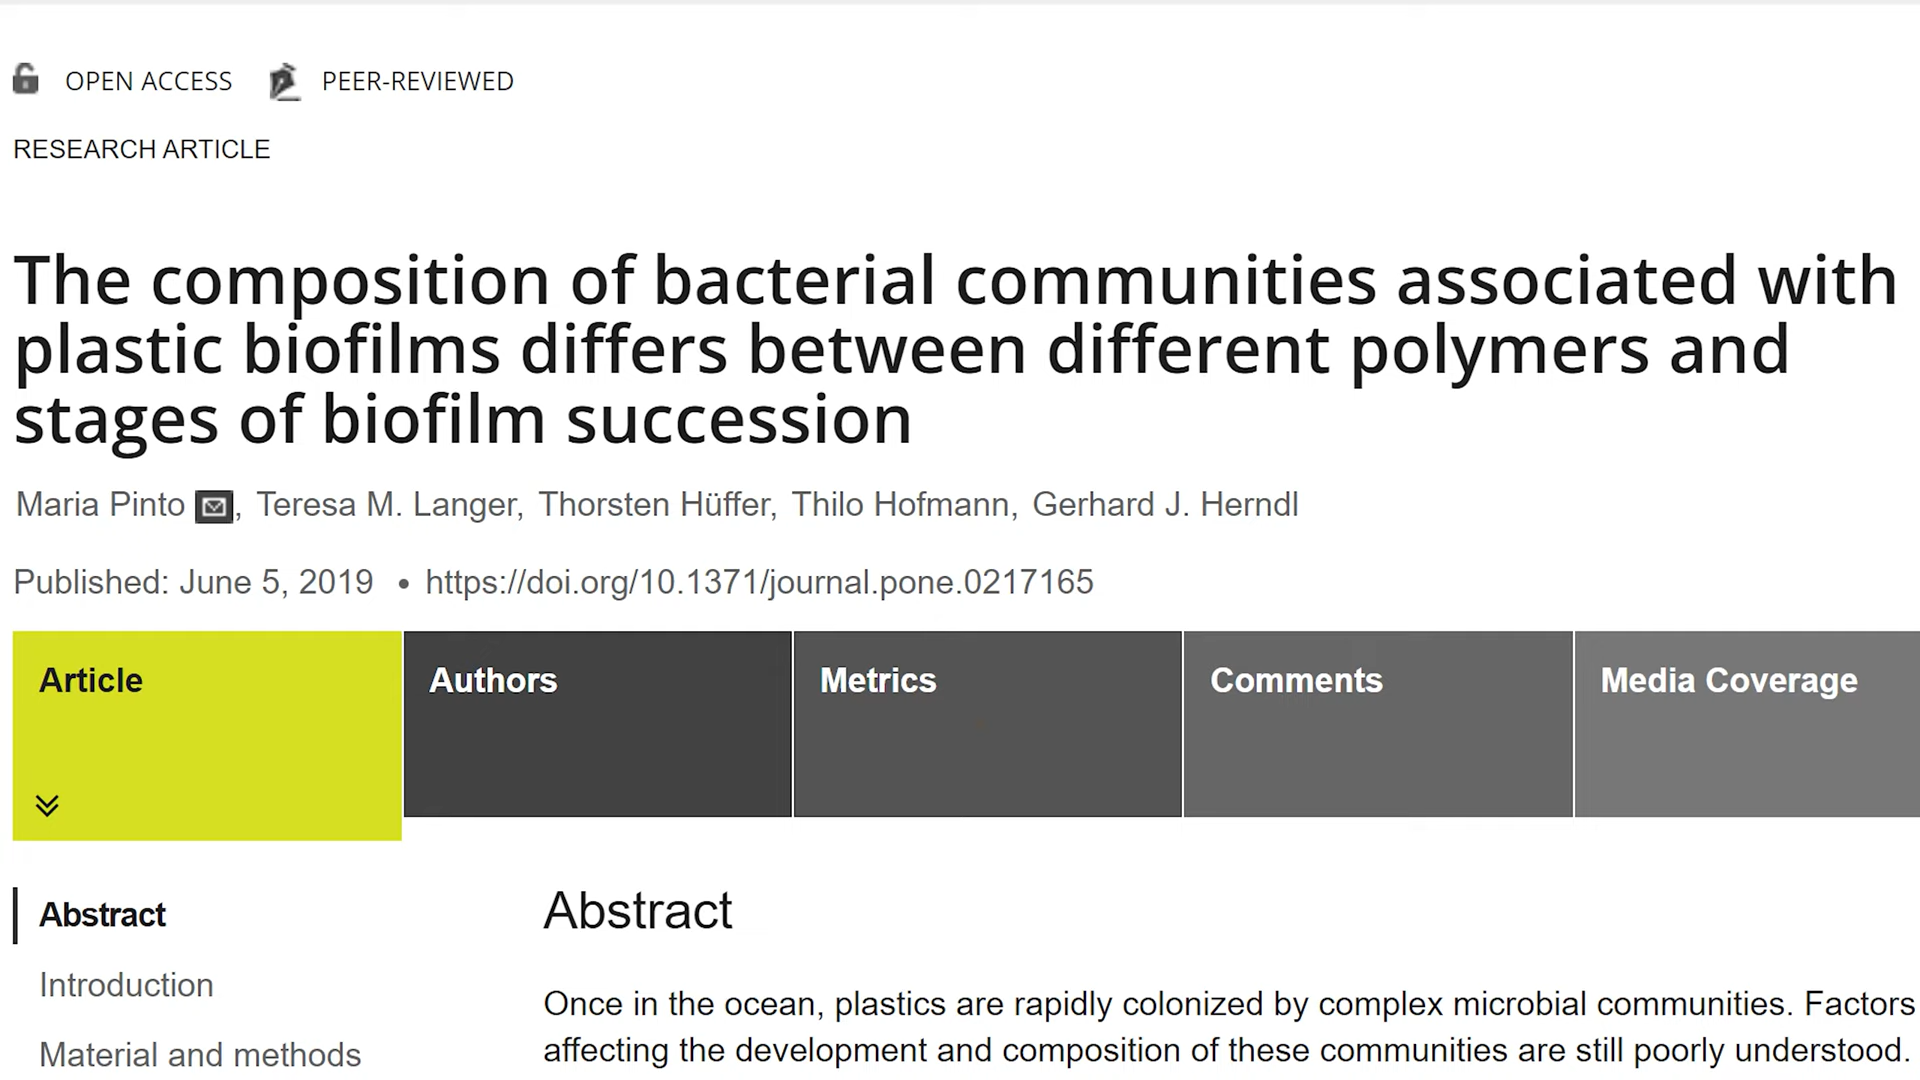 OPEN ACCESS PEER-REVIEWED
RESEARCH ARTICLE
The composition of bacterial communities associated with
plastic biofilms differs between different polymers and
stages of biofilm succession
Maria Pinto , Teresa M. Langer, Thorsten Hüffer, Thilo Hofmann, Gerhard J. Herndl
Published: June 5, 2019 • https://doi.org/10.1371/journal.pone.0217165
Article Authors Metrics Comments Media Coverage
Abstract
Introduction
Material and methods
Abstract
Once in the ocean, plastics are rapidly colonized by complex microbial communities. Factors
affecting the development and composition of these communities are still poorly understood.